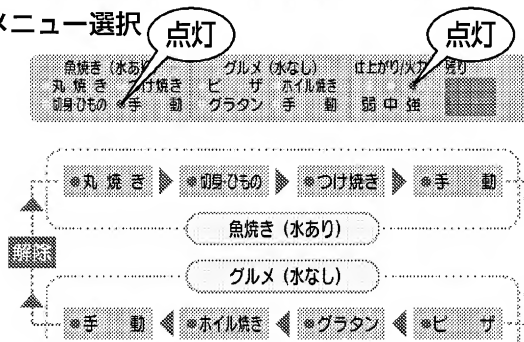 メニュー選択
点灯 点灯
魚焼き(水あり) グルメ(水なし) 仕上がり/火力 残り
丸焼き つけ焼き ピザ ホイル焼き
切身・ひもの 手動 グラタン 手動 弱 中 強
丸焼き 切身・ひもの つけ焼き 手動
魚焼き(水あり)
解除
グルメ(水なし)
手動 ホイル焼き グラタン ピザ